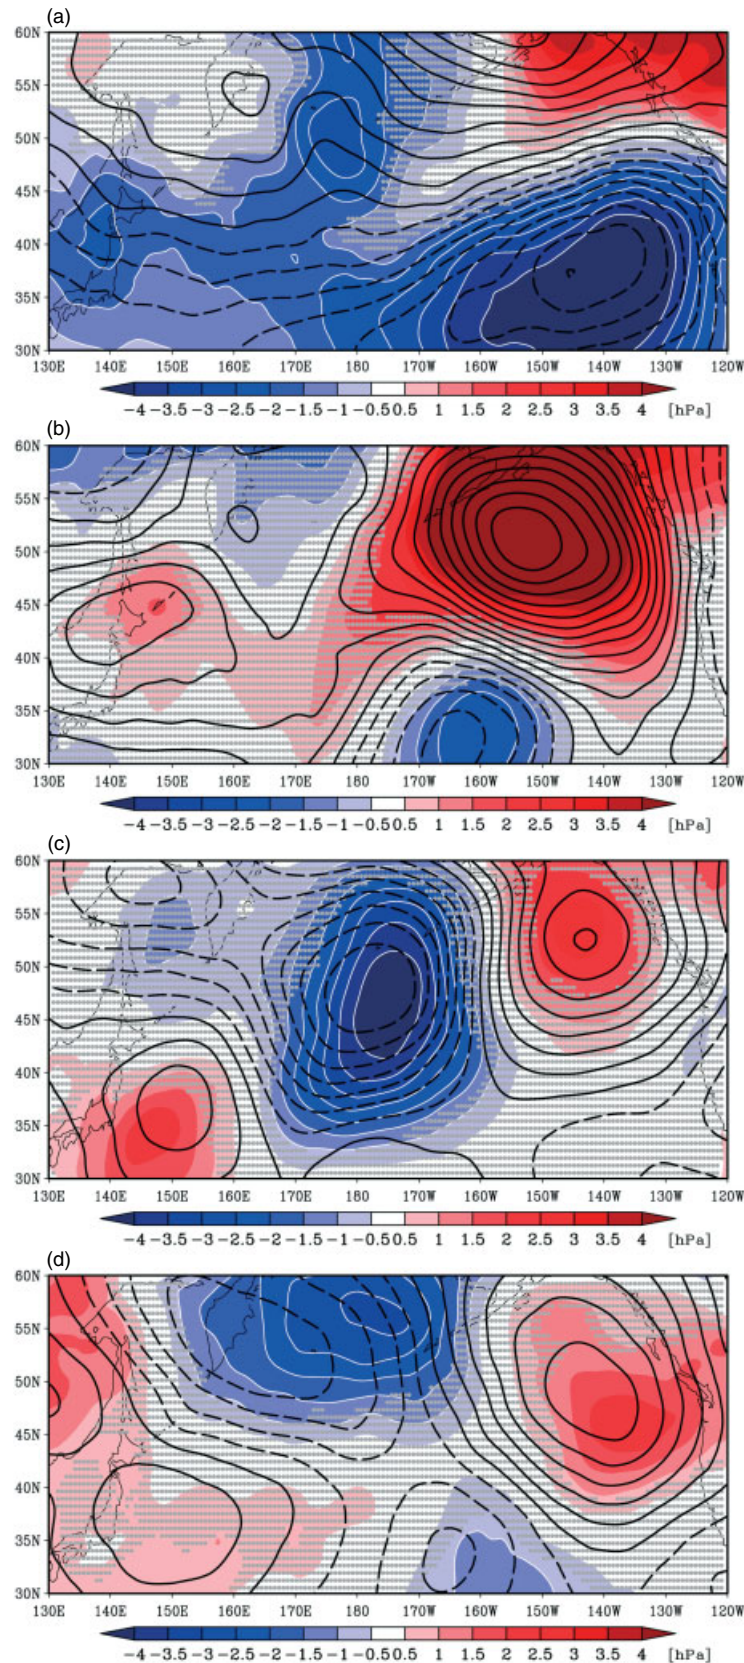 (a)
60N
55N
50N
45N
40N
35N
30N
130E 140E 150E 160E 170E 180 170W 160W 150W 140W 130W 120W
-4 -3.5 -3 -2.5 -2 -1.5 -1 -0.5 0.5 1 1.5 2 2.5 3 3.5 4 [hPa]
(b)
60N
55N
50N
45N
40N
35N
30N
130E 140E 150E 160E 170E 180 170W 160W 150W 140W 130W 120W
-4 -3.5 -3 -2.5 -2 -1.5 -1 -0.5 0.5 1 1.5 2 2.5 3 3.5 4 [hPa]
(c)
60N
55N
50N
45N
40N
35N
30N
130E 140E 150E 160E 170E 180 170W 160W 150W 140W 130W 120W
-4 -3.5 -3 -2.5 -2 -1.5 -1 -0.5 0.5 1 1.5 2 2.5 3 3.5 4 [hPa]
(d)
60N
55N
50N
45N
40N
35N
30N
130E 140E 150E 160E 170E 180 170W 160W 150W 140W 130W 120W
-4 -3.5 -3 -2.5 -2 -1.5 -1 -0.5 0.5 1 1.5 2 2.5 3 3.5 4 [hPa]